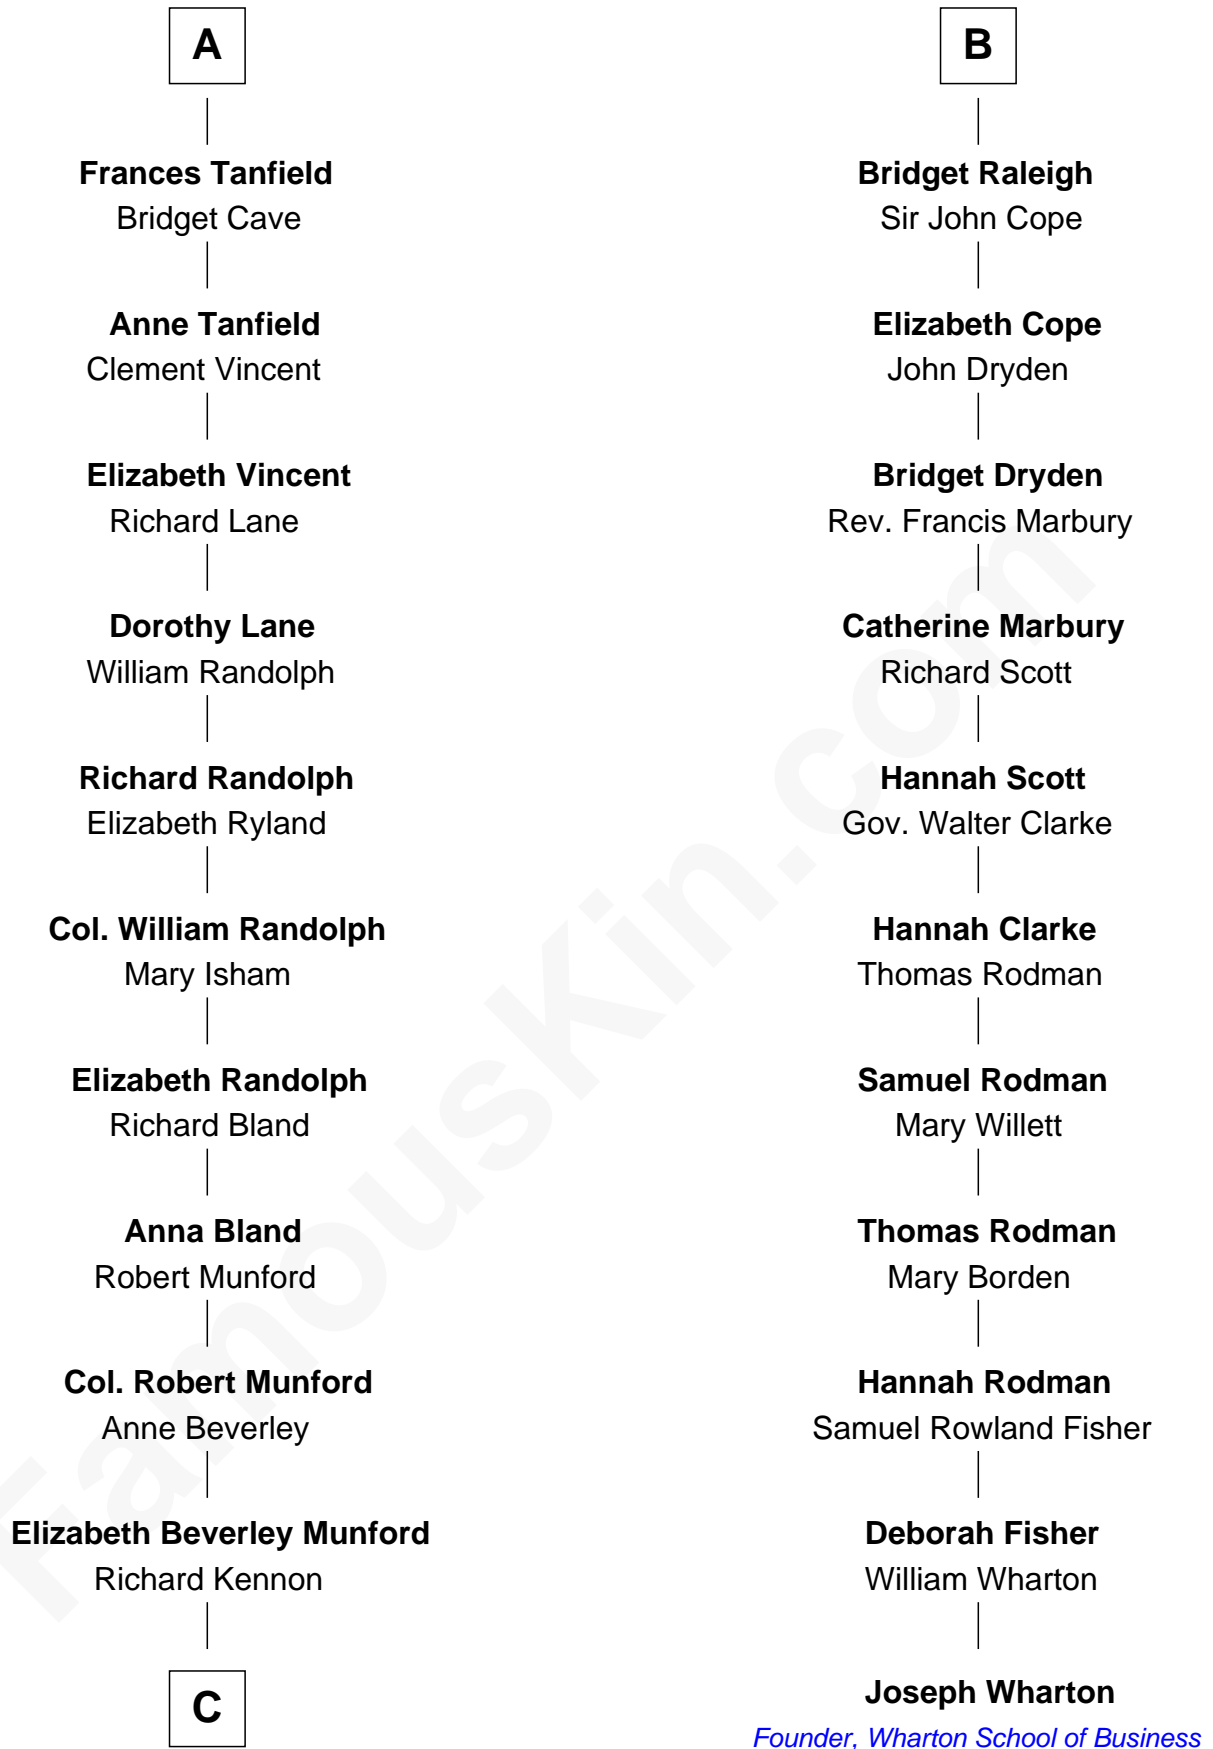 A
Frances Tanfield
Bridget Cave
Anne Tanfield
Clement Vincent
Elizabeth Vincent
Richard Lane
Dorothy Lane
William Randolph
Richard Randolph
Elizabeth Ryland
Col. William Randolph
Mary Isham
Elizabeth Randolph
Richard Bland
Anna Bland
Robert Munford
Col. Robert Munford
Anne Beverley
Elizabeth Beverley Munford
Richard Kennon
C
B
Bridget Raleigh
Sir John Cope
Elizabeth Cope
John Dryden
Bridget Dryden
Rev. Francis Marbury
Catherine Marbury
Richard Scott
Hannah Scott
Gov. Walter Clarke
Hannah Clarke
Thomas Rodman
Samuel Rodman
Mary Willett
Thomas Rodman
Mary Borden
Hannah Rodman
Samuel Rowland Fisher
Deborah Fisher
William Wharton
Joseph Wharton
Founder, Wharton School of Business
FamousKin.com